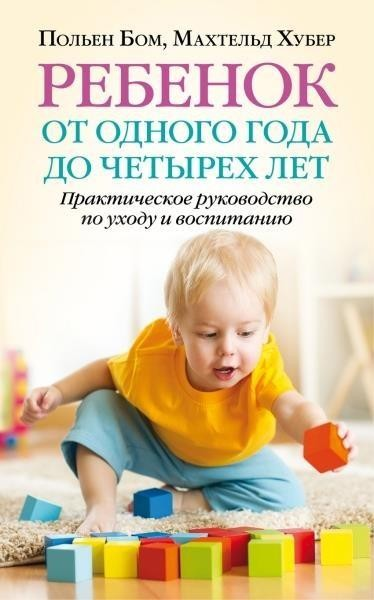 Польен Бом, Махтельд Хубер
РЕБЕНОК
ОТ ОДНОГО ГОДА
ДО ЧЕТЫРЕХ ЛЕТ
Практическое руководство
по уходу и воспитанию